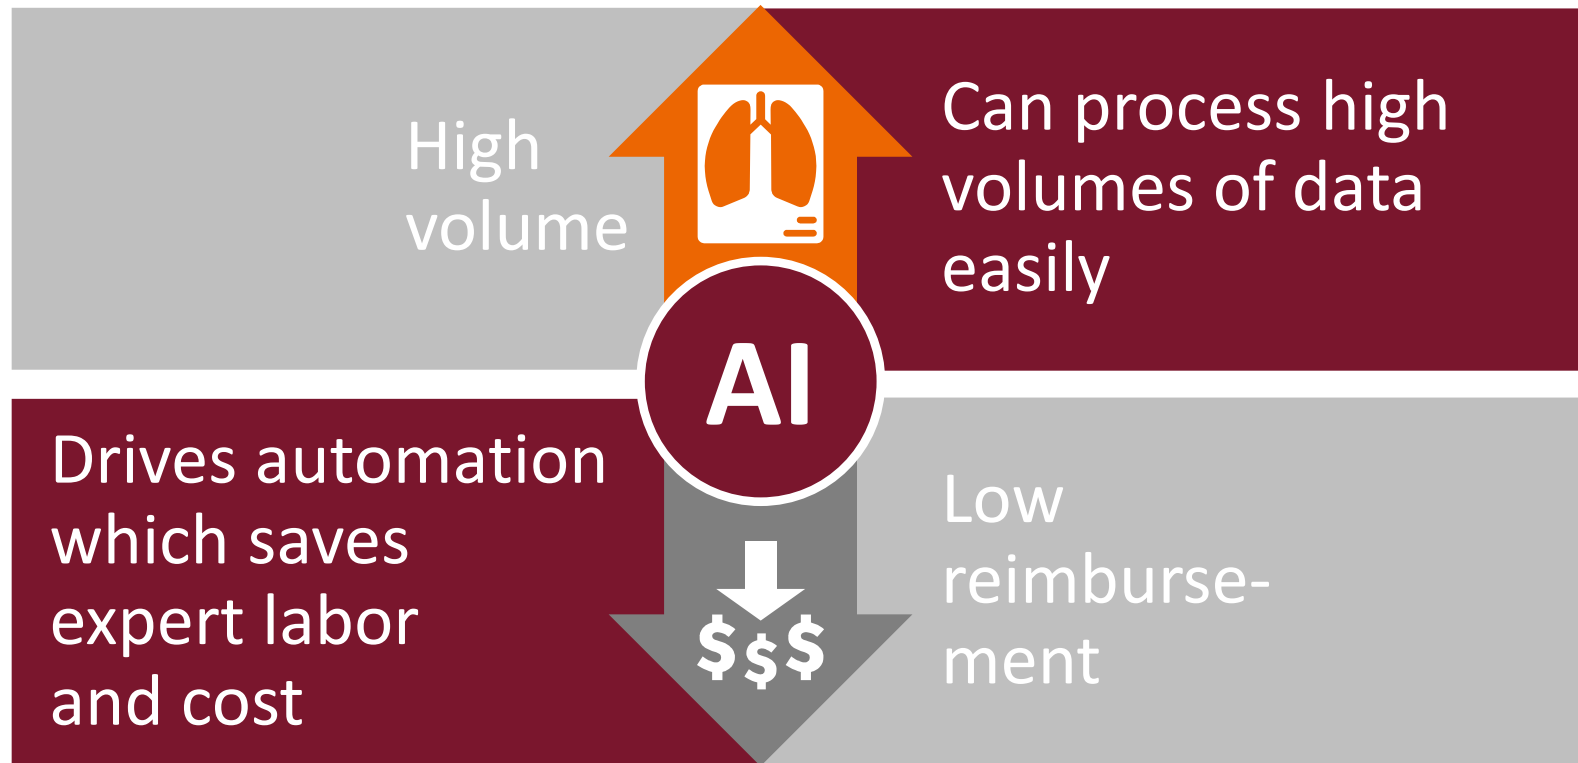 High
volume
Can process high
volumes of data
easily
AI
Drives automation
which saves
expert labor
and cost
$$$
Low
reimburse-
ment